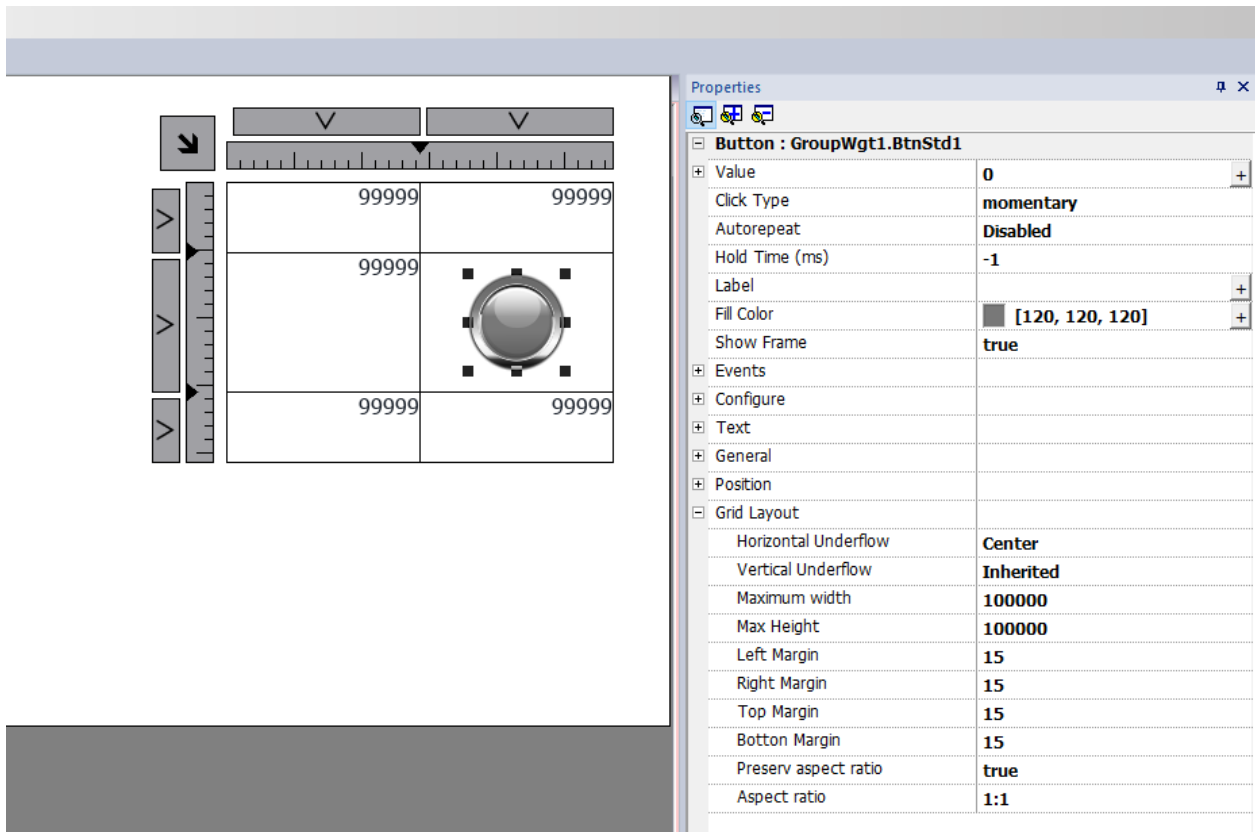 Properties
Button : GroupWgt1.BtnStd1
Value 0 +
Click Type momentary
Autorepeat Disabled
Hold Time (ms) -1
Label +
Fill Color [120, 120, 120] +
Show Frame true
Events
Configure
Text
General
Position
Grid Layout
Horizontal Underflow Center
Vertical Underflow Inherited
Maximum width 100000
Max Height 100000
Left Margin 15
Right Margin 15
Top Margin 15
Botton Margin 15
Preserv aspect ratio true
Aspect ratio 1:1
99999 99999
99999
99999 99999